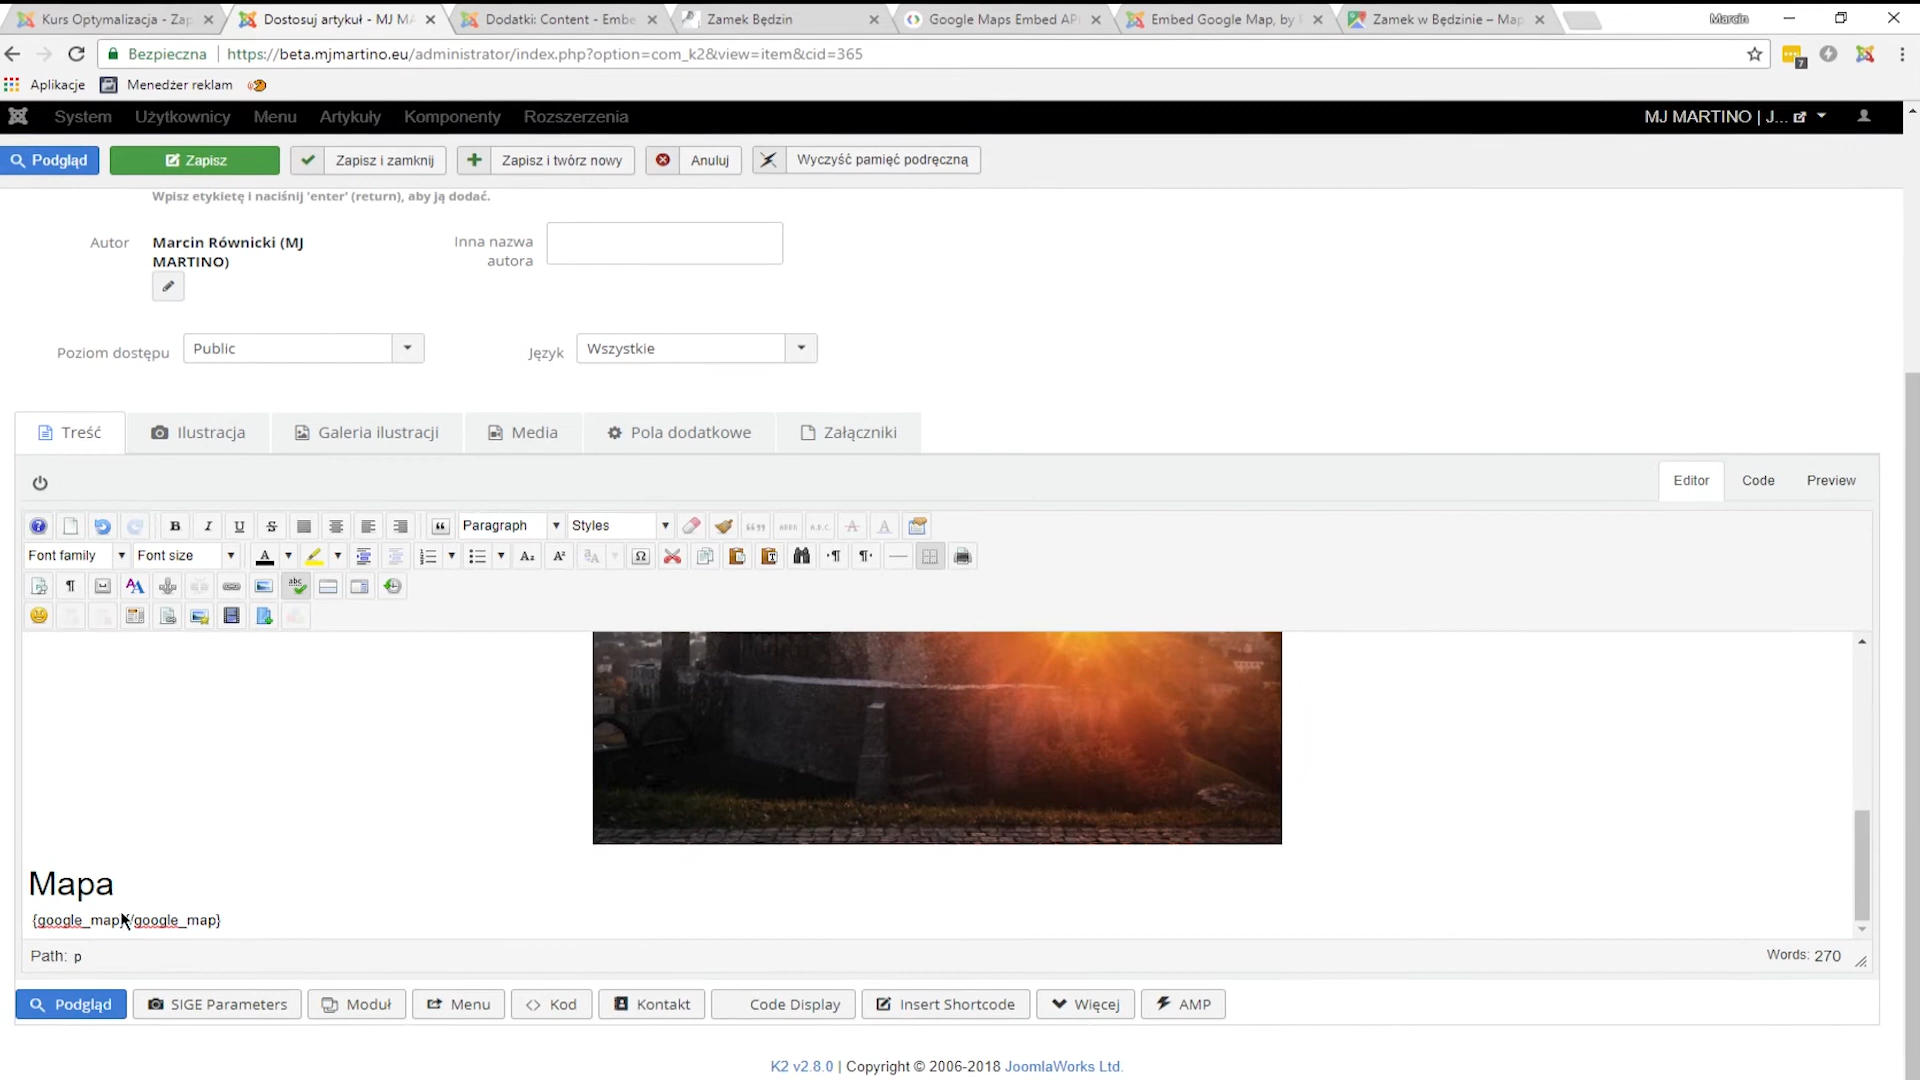 Kurs Optymalizacja - Zap
Dostosuj artykuł - MJ MA
Dodatki: Content - Embe
Zamek Będzin
Google Maps Embed API
Embed Google Map, by
Zamek w Będzinie – Map
Marcin
Bezpieczna
https://beta.mjmartino.eu/administrator/index.php?option=com_k2&view=item&cid=365
7
Aplikacje
Menedżer reklam
System
Użytkownicy
Menu
Artykuły
Komponenty
Rozszerzenia
MJ MARTINO | J...
Podgląd
Zapisz
Zapisz i zamknij
Zapisz i twórz nowy
Anuluj
Wyczyść pamięć podręczną
Wpisz etykietę i naciśnij 'enter' (return), aby ją dodać.
Autor
Marcin Równicki (MJ
MARTINO)
Inna nazwa
autora
Poziom dostępu
Public
Język
Wszystkie
Treść
Ilustracja
Galeria ilustracji
Media
Pola dodatkowe
Załączniki
Editor
Code
Preview
Paragraph
Styles
Font family
Font size
Mapa
{google_map}{/google_map}
Path: p
Words: 270
Podgląd
SIGE Parameters
Moduł
Menu
Kod
Kontakt
Code Display
Insert Shortcode
Więcej
AMP
K2 v2.8.0 | Copyright © 2006-2018 JoomlaWorks Ltd.